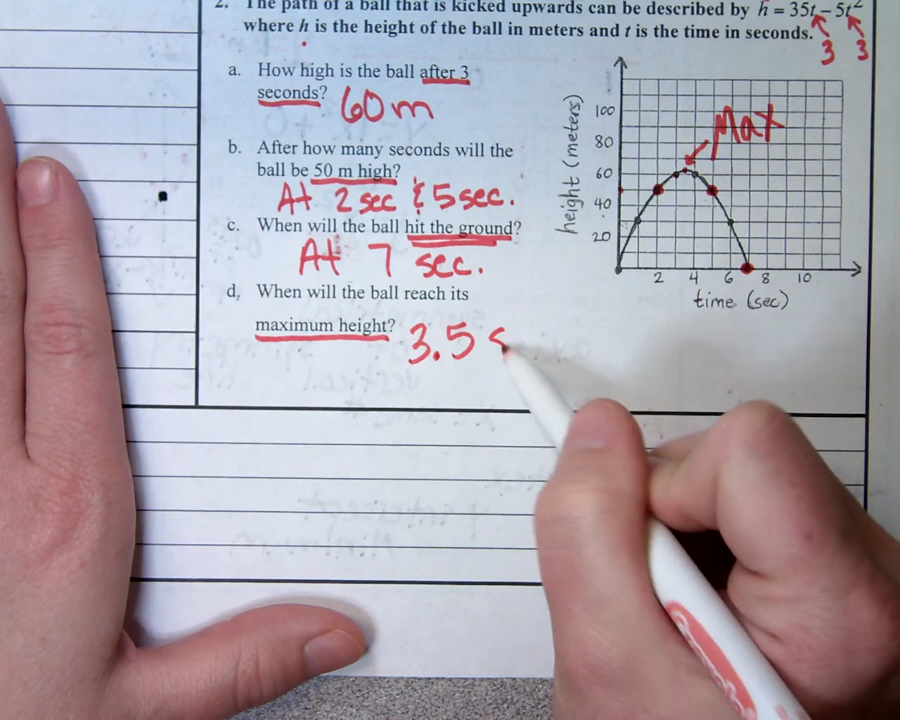 2. The path of a ball that is kicked upwards can be described by h = 35t – 5t²
where h is the height of the ball in meters and t is the time in seconds.
3 3
a. How high is the ball after 3
seconds? 60m
b. After how many seconds will the
ball be 50 m high?
At 2 sec & 5 sec.
c. When will the ball hit the ground?
At 7 sec.
d. When will the ball reach its
maximum height? 3.5 s
Max
height (meters)
100
80
60
40
20
2 4 6 8 10
time (sec)